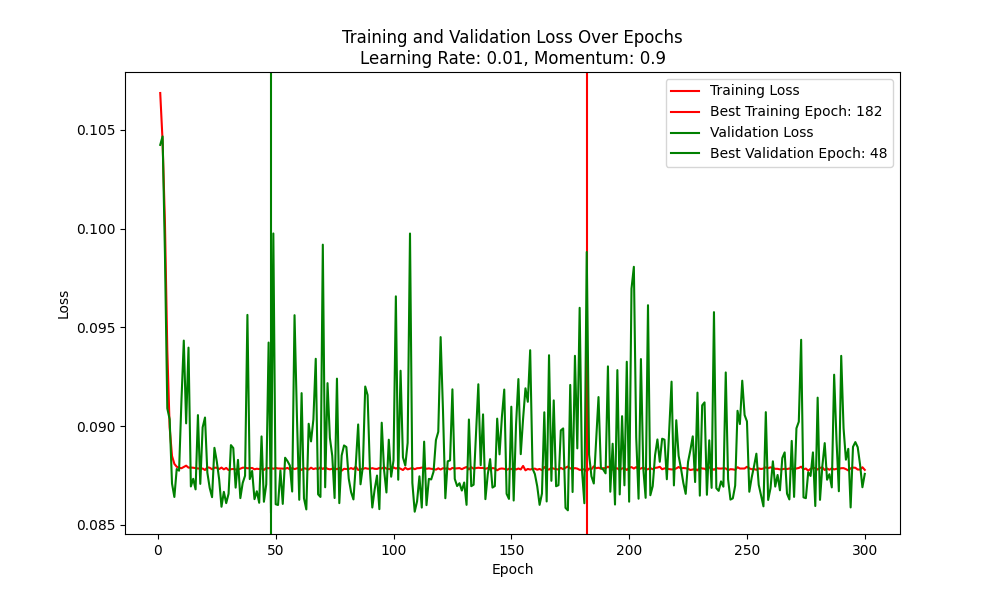 Training and Validation Loss Over Epochs
Learning Rate: 0.01, Momentum: 0.9
Training Loss
Best Training Epoch: 182
Validation Loss
Best Validation Epoch: 48
0.105
0.100
0.095
0.090
0.085
Loss
0
50
100
150
200
250
300
Epoch